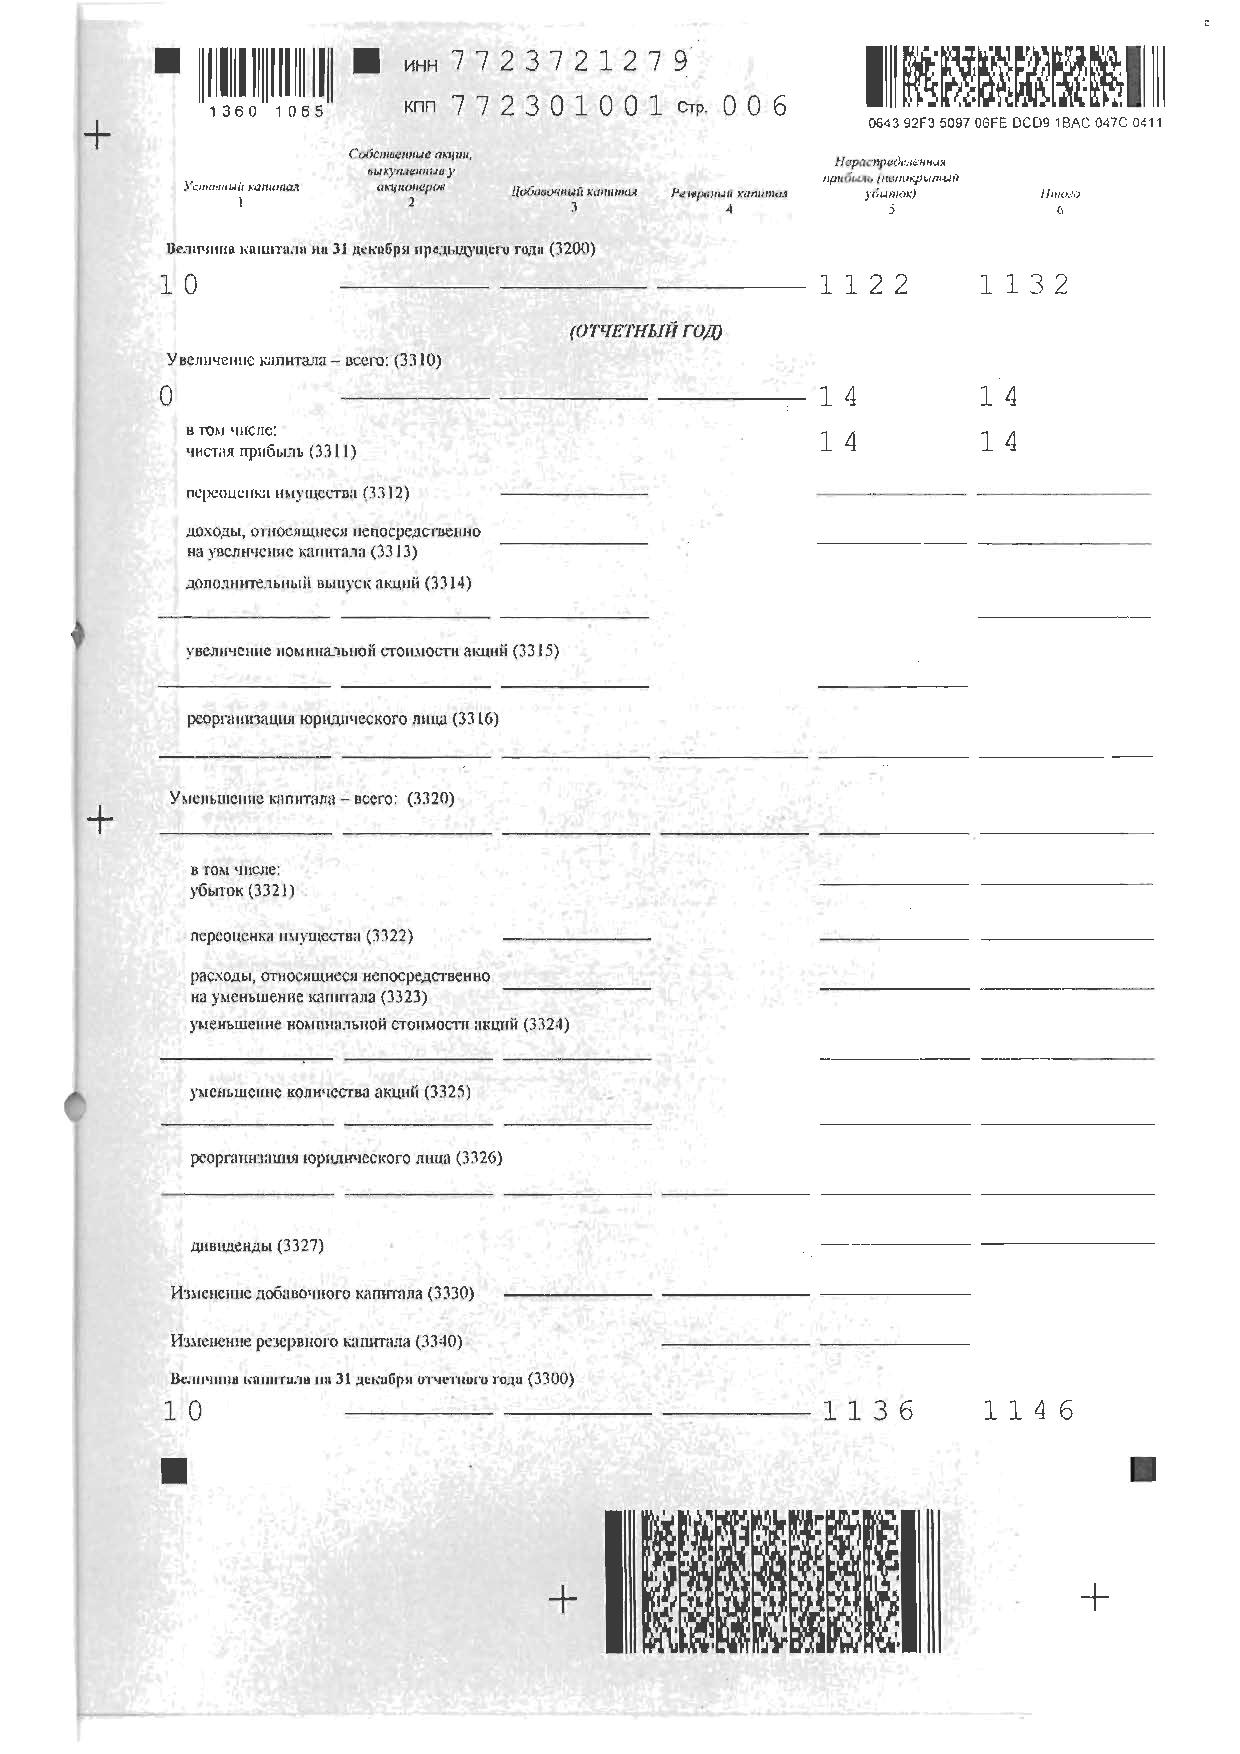 ИНН 7723721279
1360 1065
КПП 772301001 Стр. 006
0643 92F3 5097 06FE DCD9 1BAC 047C 0411
Уставный капитал
1
Собственные акции,
выкупленные у
акционеров
2
Добавочный капитал
3
Резервный капитал
4
Нераспределенная
прибыль (непокрытый
убыток)
5
Итого
6
Величина капитала на 31 декабря предыдущего года (3200)
10 1122 1132
(ОТЧЕТНЫЙ ГОД)
Увеличение капитала – всего: (3310)
0 14 14
в том числе:
чистая прибыль (3311) 14 14
переоценка имущества (3312)
доходы, относящиеся непосредственно
на увеличение капитала (3313)
дополнительный выпуск акций (3314)
увеличение номинальной стоимости акций (3315)
реорганизация юридического лица (3316)
Уменьшение капитала – всего: (3320)
в том числе:
убыток (3321)
переоценка имущества (3322)
расходы, относящиеся непосредственно
на уменьшение капитала (3323)
уменьшение номинальной стоимости акций (3324)
уменьшение количества акций (3325)
реорганизация юридического лица (3326)
дивиденды (3327)
Изменение добавочного капитала (3330)
Изменение резервного капитала (3340)
Величина капитала на 31 декабря отчетного года (3300)
10 1136 1146